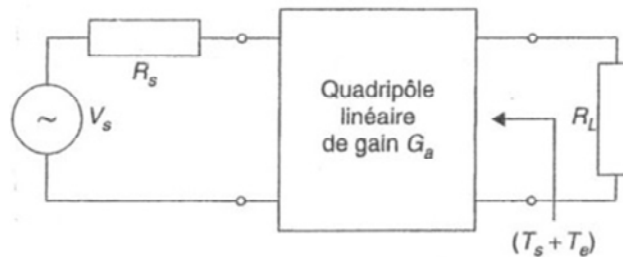 R_s
~
V_s
Quadripôle
linéaire
de gain G_a
R_L
(T_s + T_e)